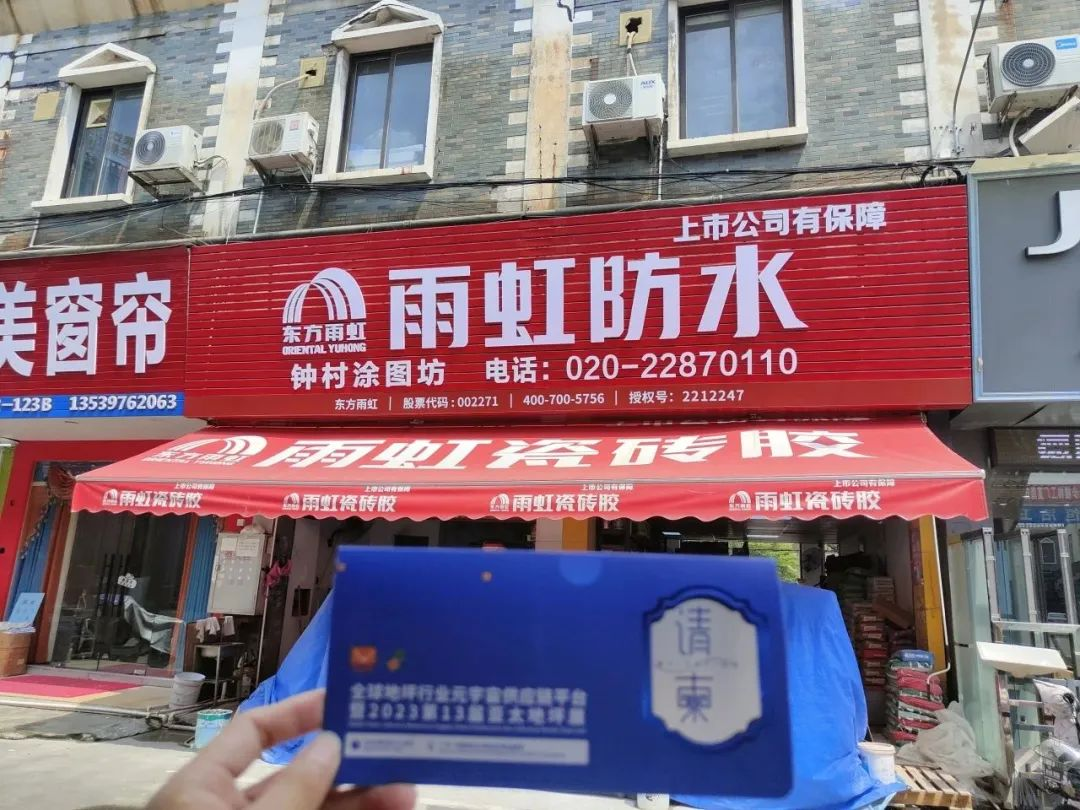 上市公司有保障
东方雨虹
ORIENTAL YUHONG
雨虹防水
钟村涂图坊 电话：020-22870110
东方雨虹 | 股票代码：002271 | 400-700-5756 | 授权号：2212247
美窗帘
-123B 13539762063
东方雨虹
ORIENTAL YUHONG
雨虹瓷砖胶
上市公司有保障
雨虹瓷砖胶
上市公司有保障
雨虹瓷砖胶
上市公司有保障
雨虹瓷砖胶
上市公司有保障
雨虹瓷砖胶
AUX
Midea
请柬
全球地坪行业元宇宙供应链平台
暨2023第13届亚太地坪展